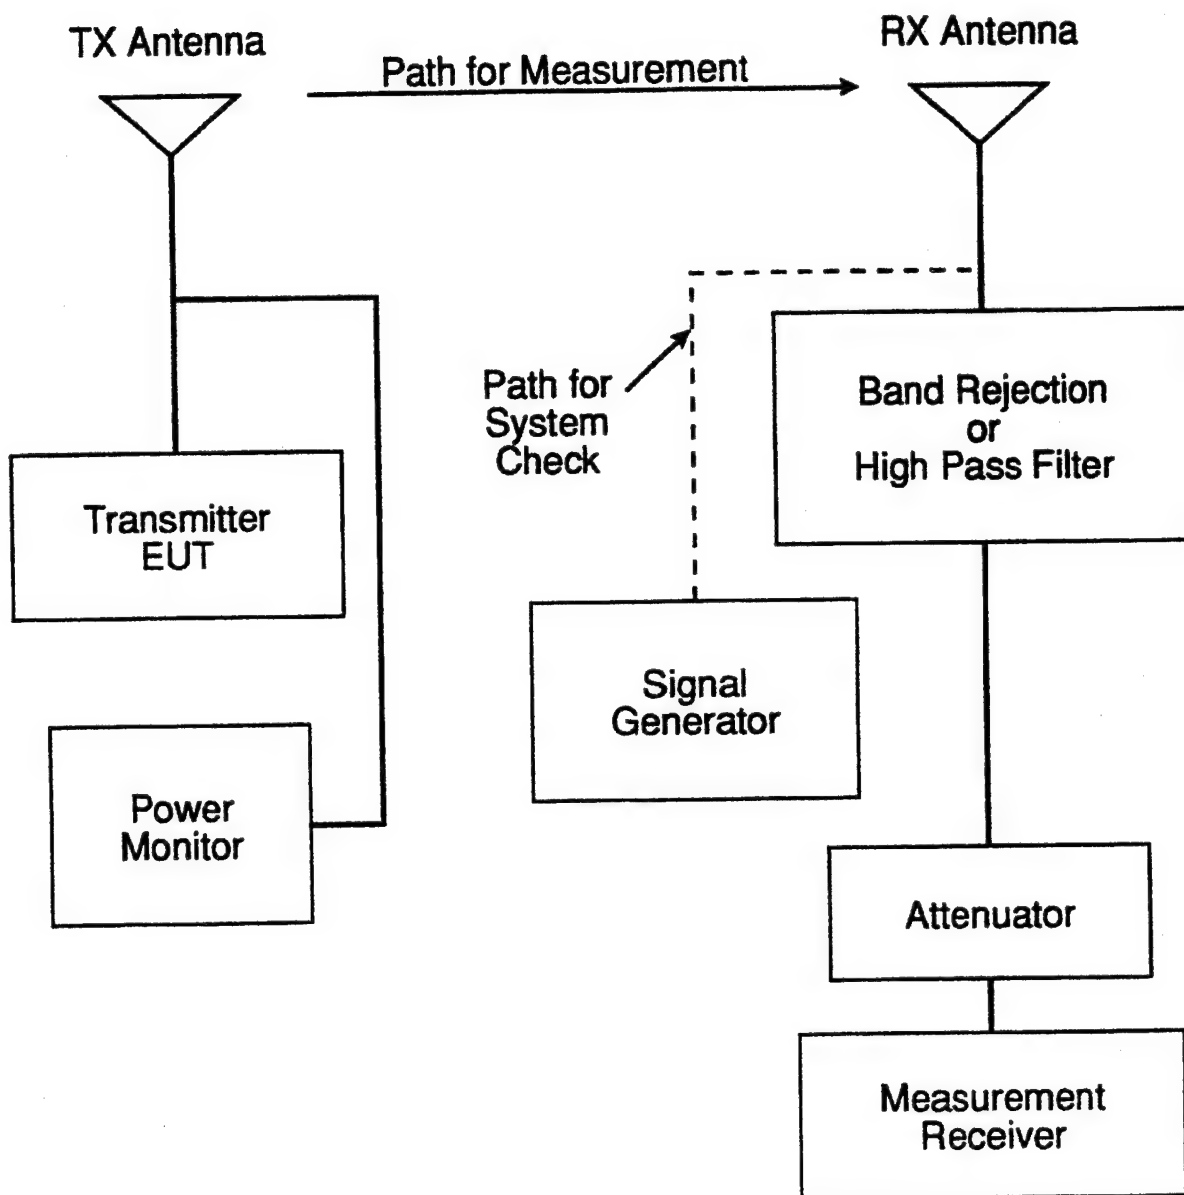 TX Antenna
RX Antenna
Path for Measurement
Path for
System
Check
Band Rejection
or
High Pass Filter
Transmitter
EUT
Signal
Generator
Power
Monitor
Attenuator
Measurement
Receiver